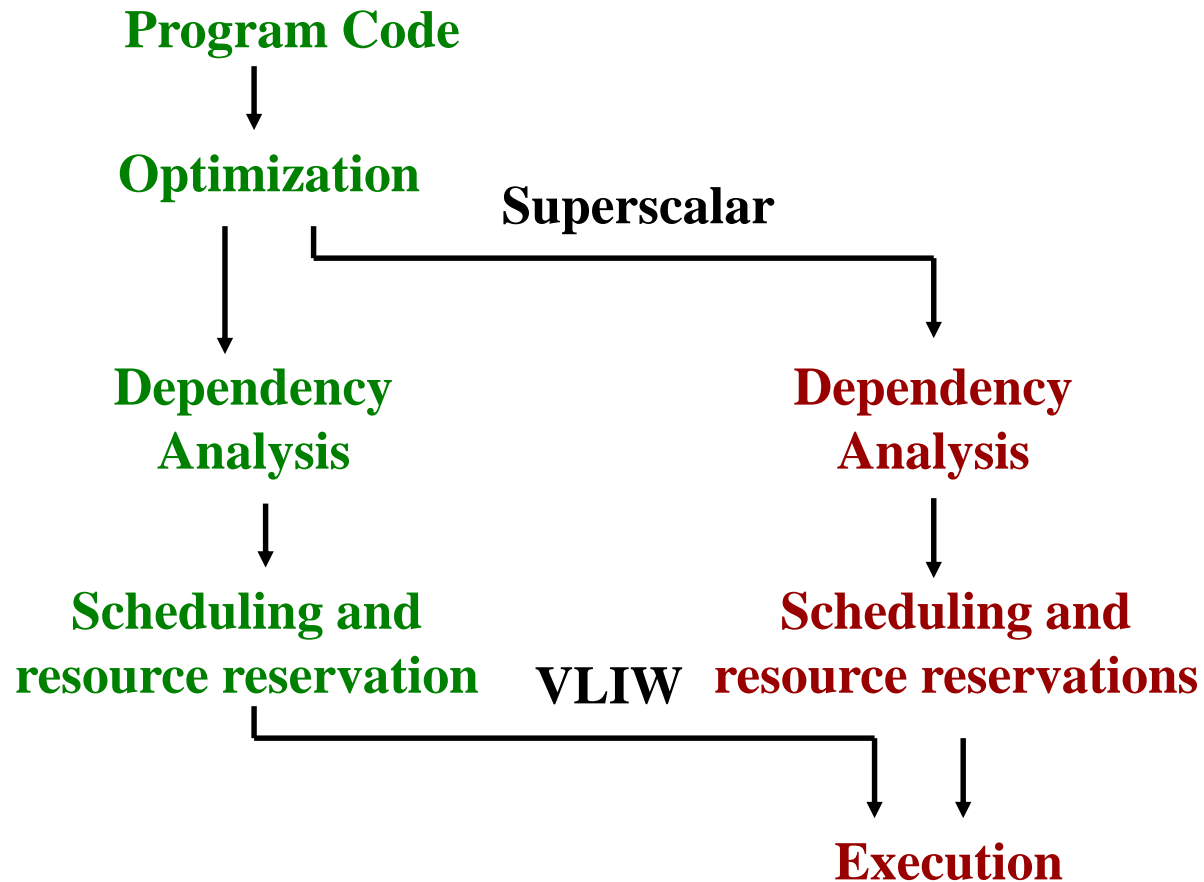 Program Code
Optimization
Superscalar
Dependency
Analysis
Dependency
Analysis
Scheduling and
resource reservation
VLIW
Scheduling and
resource reservations
Execution